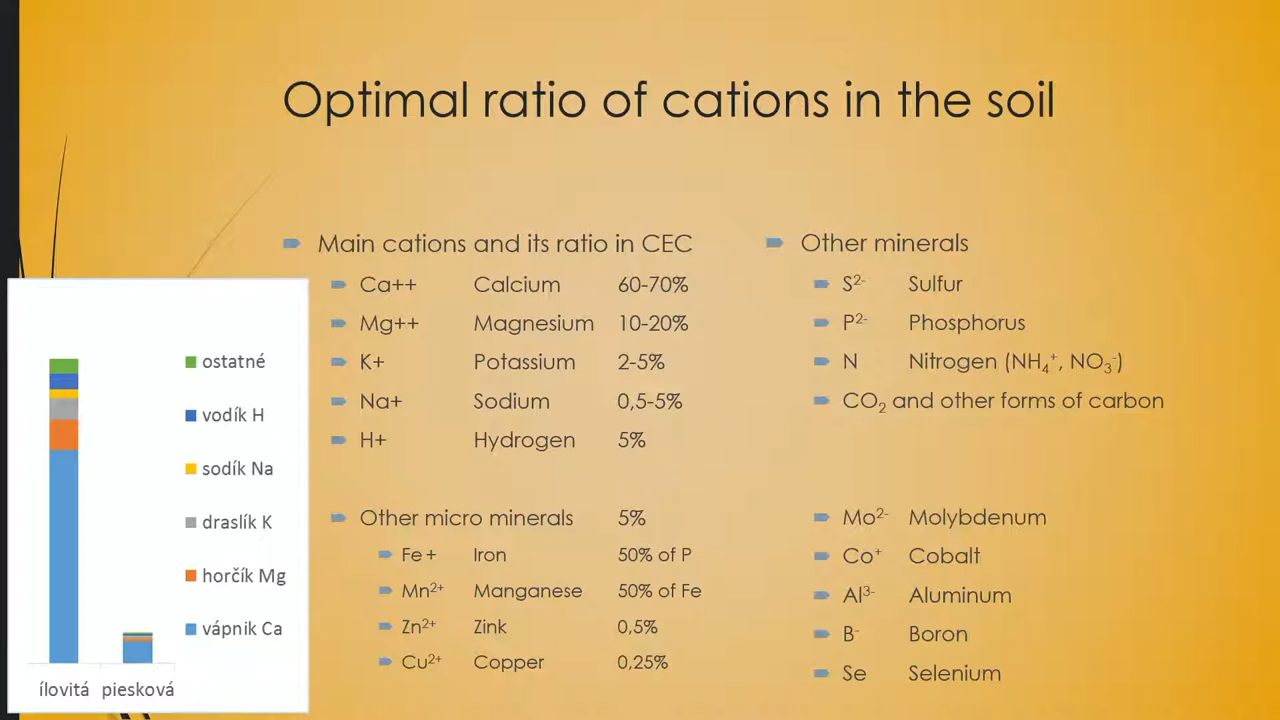 Optimal ratio of cations in the soil
Main cations and its ratio in CEC
Ca++ Calcium 60-70%
Mg++ Magnesium 10-20%
K+ Potassium 2-5%
Na+ Sodium 0,5-5%
H+ Hydrogen 5%
Other micro minerals 5%
Fe+ Iron 50% of P
Mn²⁺ Manganese 50% of Fe
Zn²⁺ Zink 0,5%
Cu²⁺ Copper 0,25%
Other minerals
S²⁻ Sulfur
P²⁻ Phosphorus
N Nitrogen (NH₄⁺, NO₃⁻)
CO₂ and other forms of carbon
Mo²⁻ Molybdenum
Co⁺ Cobalt
Al³⁻ Aluminum
B⁻ Boron
Se Selenium
ostatné
vodík H
sodík Na
draslík K
horčík Mg
vápnik Ca
ílovitá piesková